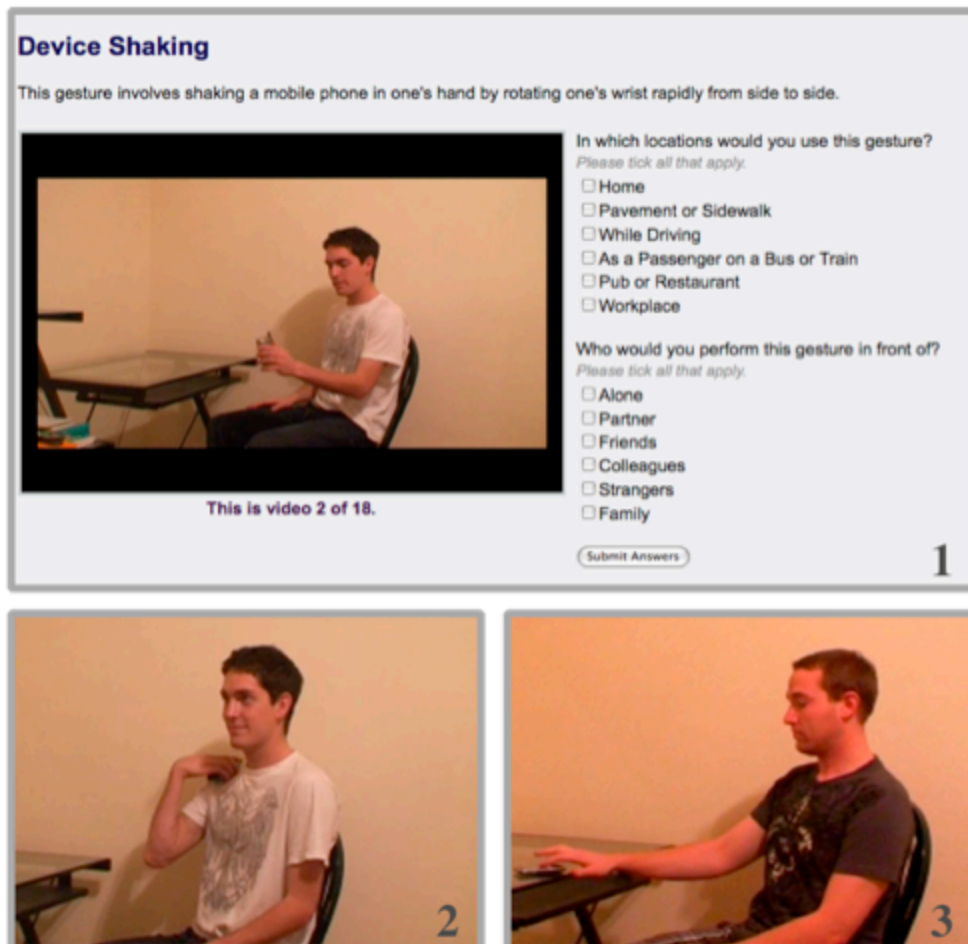 Device Shaking
This gesture involves shaking a mobile phone in one's hand by rotating one's wrist rapidly from side to side.
In which locations would you use this gesture?
Please tick all that apply.
Home
Pavement or Sidewalk
While Driving
As a Passenger on a Bus or Train
Pub or Restaurant
Workplace
Who would you perform this gesture in front of?
Please tick all that apply.
Alone
Partner
Friends
Colleagues
Strangers
Family
This is video 2 of 18.
Submit Answers
1
2
3